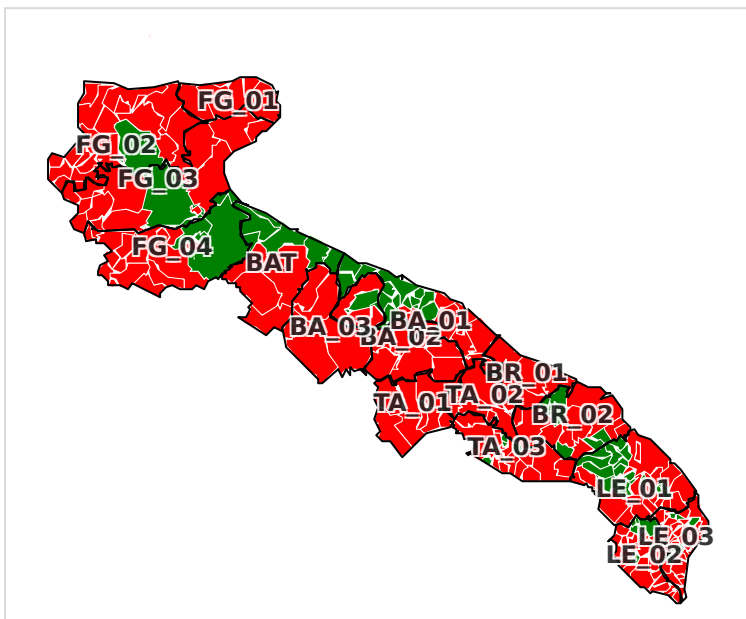 FG_01
FG_02
FG_03
FG_04
BAT
BA_01
BA_03
BA_02
BR_01
TA_02
TA_01
BR_02
TA_03
LE_01
LE_03
LE_02